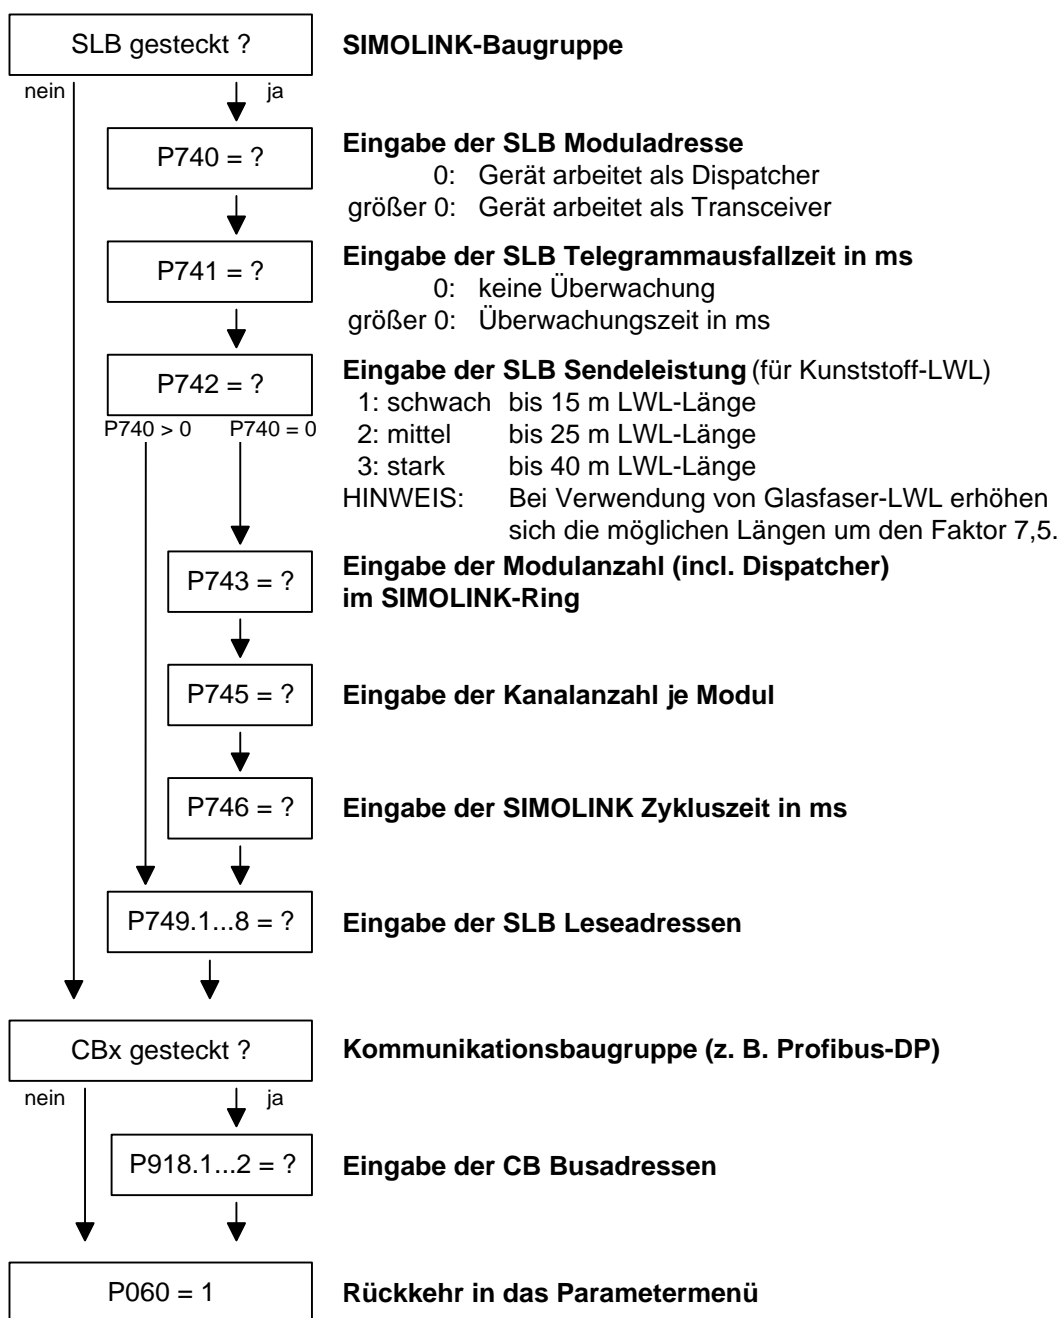 SLB gesteckt ? SIMOLINK-Baugruppe
nein ja
P740 = ? Eingabe der SLB Moduladresse
0: Gerät arbeitet als Dispatcher
größer 0: Gerät arbeitet als Transceiver
P741 = ? Eingabe der SLB Telegrammausfallzeit in ms
0: keine Überwachung
größer 0: Überwachungszeit in ms
P742 = ? Eingabe der SLB Sendeleistung (für Kunststoff-LWL)
1: schwach bis 15 m LWL-Länge
P740 > 0 P740 = 0
2: mittel bis 25 m LWL-Länge
3: stark bis 40 m LWL-Länge
HINWEIS: Bei Verwendung von Glasfaser-LWL erhöhen
sich die möglichen Längen um den Faktor 7,5.
P743 = ? Eingabe der Modulanzahl (incl. Dispatcher)
im SIMOLINK-Ring
P745 = ? Eingabe der Kanalanzahl je Modul
P746 = ? Eingabe der SIMOLINK Zykluszeit in ms
P749.1...8 = ? Eingabe der SLB Leseadressen
CBx gesteckt ? Kommunikationsbaugruppe (z. B. Profibus-DP)
nein ja
P918.1...2 = ? Eingabe der CB Busadressen
P060 = 1 Rückkehr in das Parametermenü